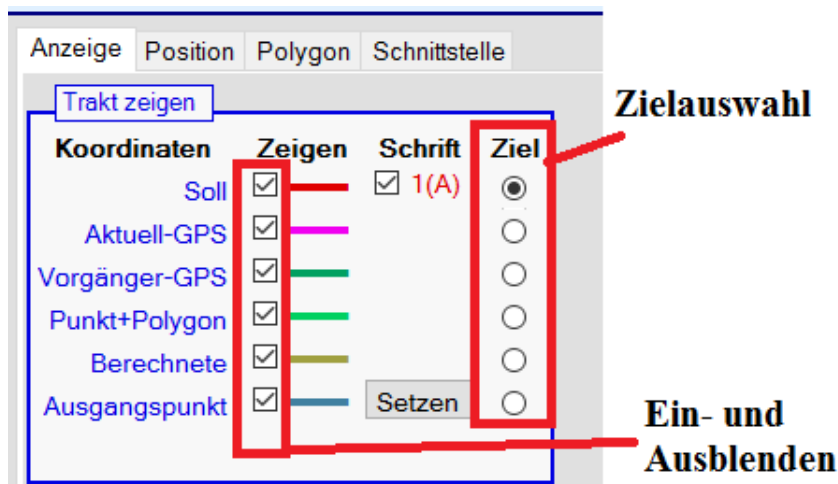 Anzeige Position Polygon Schnittstelle
Trakt zeigen
Zielauswahl
Koordinaten Zeigen Schrift Ziel
Soll 1(A)
Aktuell-GPS
Vorgänger-GPS
Punkt+Polygon
Berechnete
Ausgangspunkt Setzen
Ein- und
Ausblenden